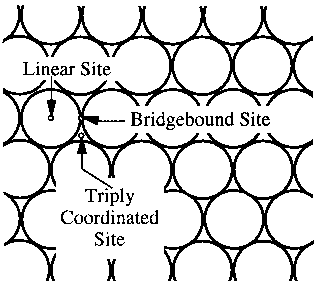 Linear Site
Bridgebound Site
Triply
Coordinated
Site